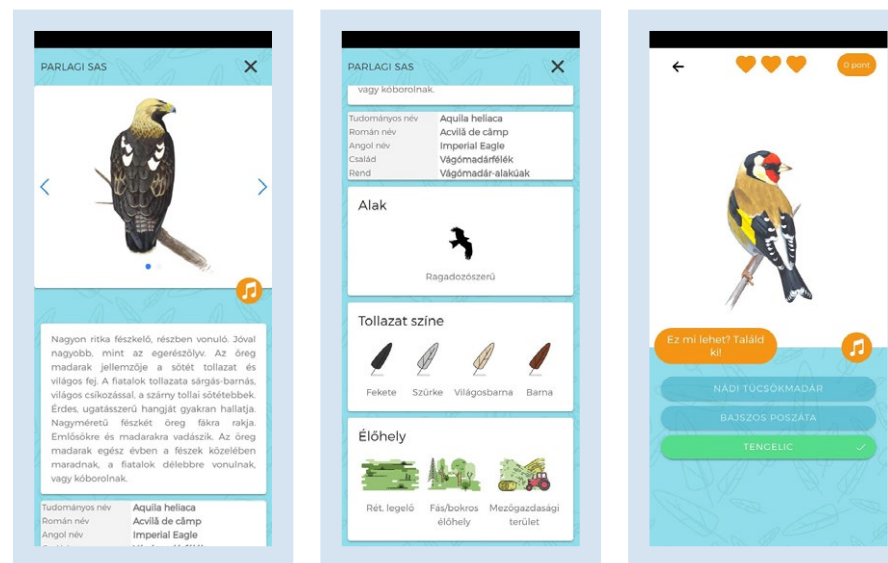 PARLAGI SAS
Nagyon ritka fészkelő, részben vonuló. Jóval
nagyobb, mint az egerészölyv. Az öreg
madarak jellemzője a sötét tollazat és
világos fej. A fiatalok tollazata sárgás-barnás,
világos csíkozással, a szárny tollai sötétebbek.
Érdes, ugatásszerű hangját gyakran hallatja.
Nagyméretű fészkét öreg fákra rakja.
Emlősökre és madarakra vadászik. Az öreg
madarak egész évben a fészek közelében
maradnak, a fiatalok délebbre vonulnak,
vagy kóborolnak.
Tudományos név Aquila heliaca
Román név Acvilă de câmp
Angol név Imperial Eagle
PARLAGI SAS
vagy kóborolnak.
Tudományos név Aquila heliaca
Román név Acvilă de câmp
Angol név Imperial Eagle
Család Vágómadárfélék
Rend Vágómadár-alakúak
Alak
Ragadozószerű
Tollazat színe
Fekete Szürke Világosbarna Barna
Élőhely
Rét, legelő Fás/bokros Mezőgazdasági
élőhely terület
0 pont
Ez mi lehet? Találd
ki!
NÁDI TÜCSÖKMADÁR
BAJSZOS POSZÁTA
TENGELIC